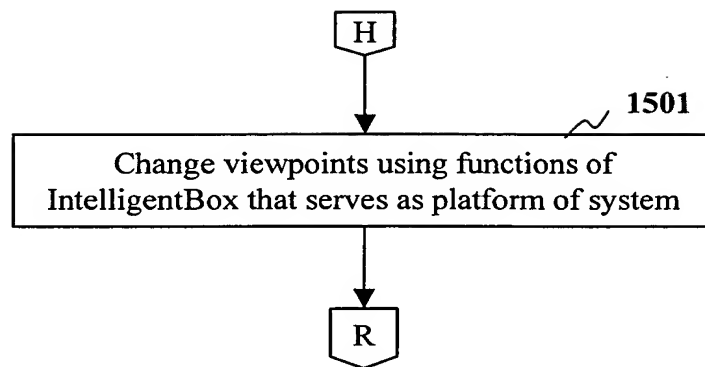 H
1501
Change viewpoints using functions of
IntelligentBox that serves as platform of system
R